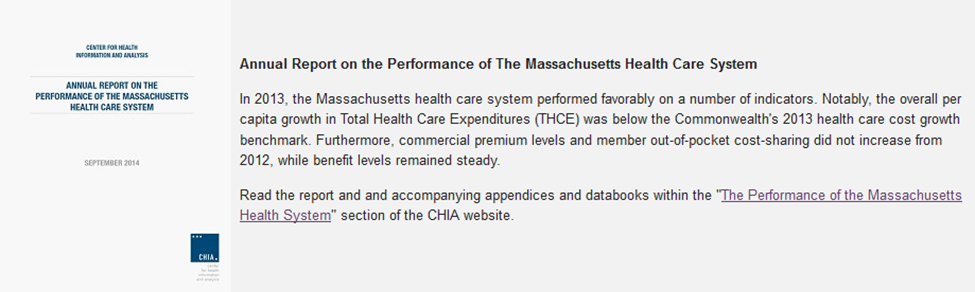 CENTER FOR HEALTH
INFORMATION AND ANALYSIS
ANNUAL REPORT ON THE
PERFORMANCE OF THE MASSACHUSETTS
HEALTH CARE SYSTEM
SEPTEMBER 2014
CHIA.
center
for health
information
and analysis
Annual Report on the Performance of The Massachusetts Health Care System
In 2013, the Massachusetts health care system performed favorably on a number of indicators. Notably, the overall per
capita growth in Total Health Care Expenditures (THCE) was below the Commonwealth's 2013 health care cost growth
benchmark. Furthermore, commercial premium levels and member out-of-pocket cost-sharing did not increase from
2012, while benefit levels remained steady.
Read the report and and accompanying appendices and databooks within the "The Performance of the Massachusetts
Health System" section of the CHIA website.